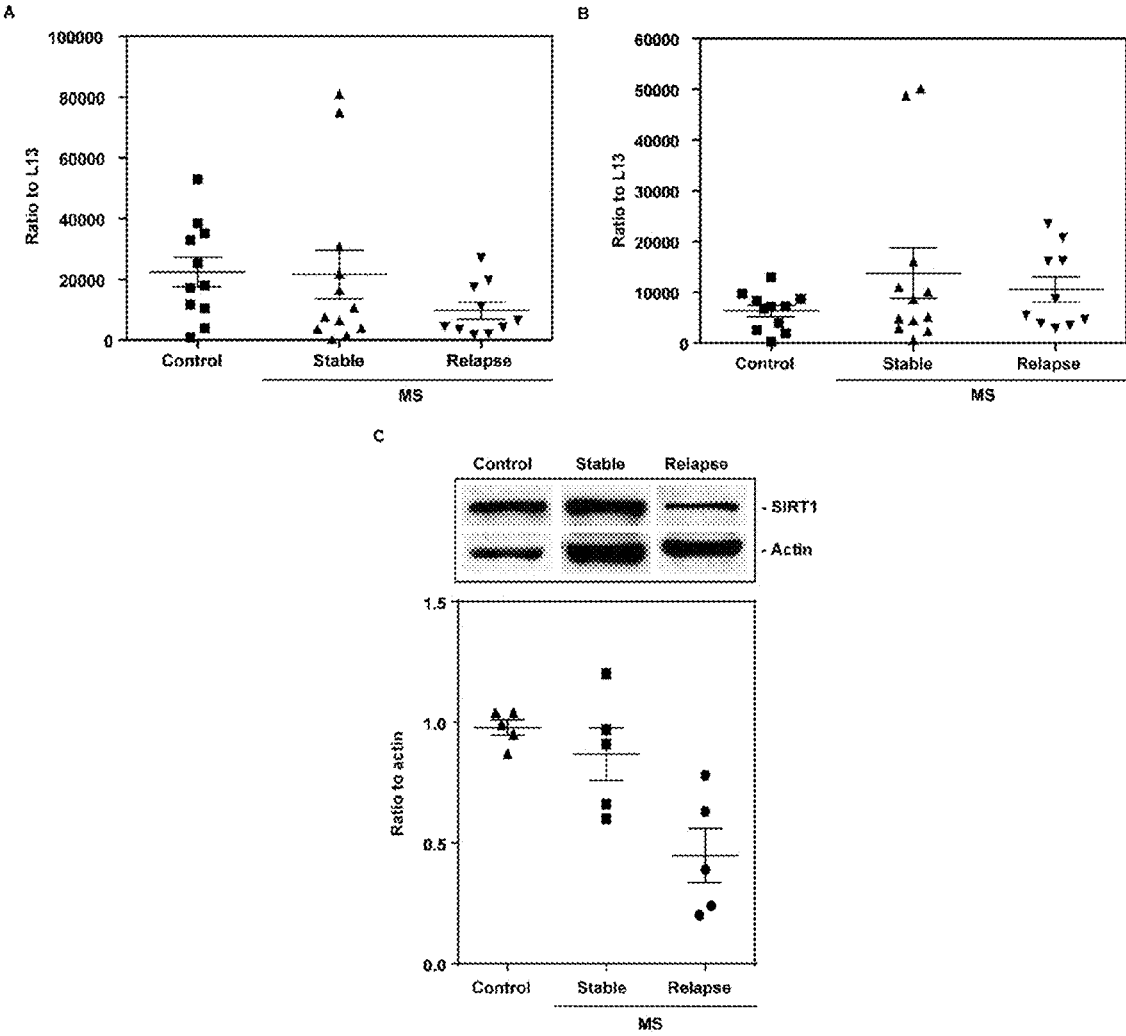 A
100000
80000
60000
40000
20000
0
Ratio to L13
Control
Stable
Relapse
MS
B
60000
50000
40000
30000
20000
10000
0
Ratio to L13
Control
Stable
Relapse
MS
C
Control
Stable
Relapse
- SIRT1
- Actin
1.5
1.0
0.5
0.0
Ratio to actin
Control
Stable
Relapse
MS